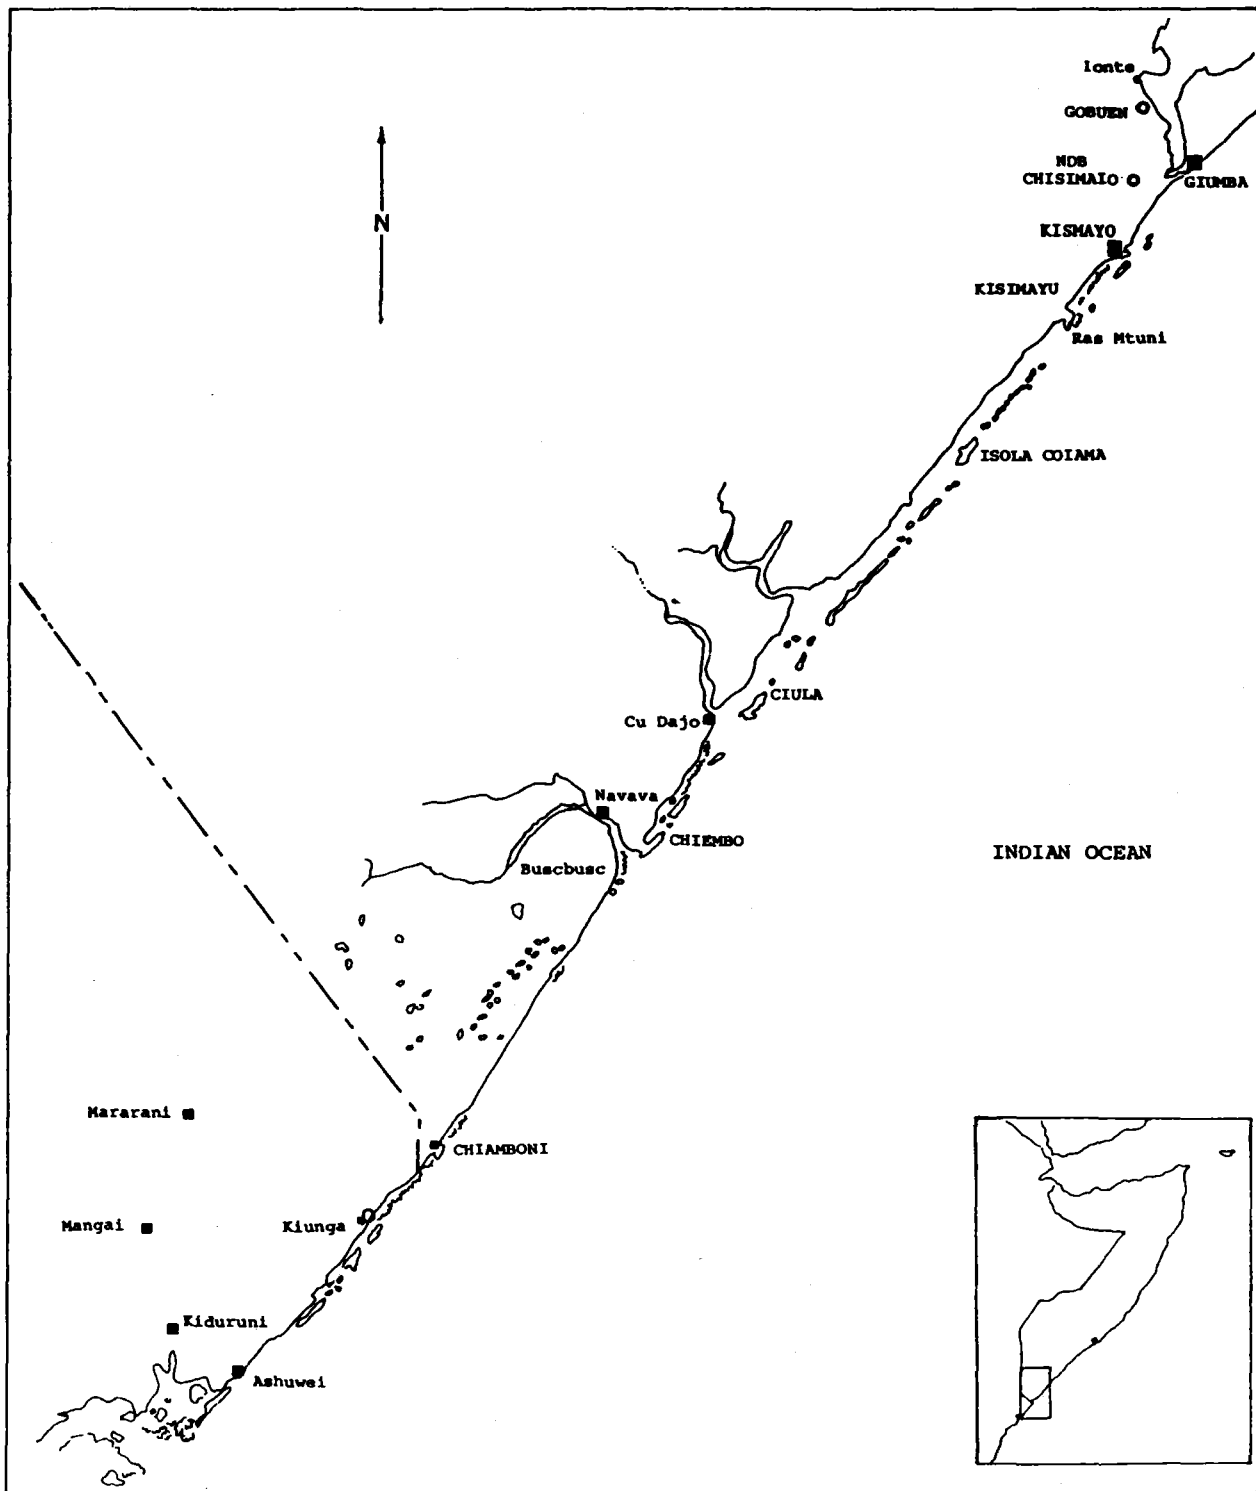 Ionte
GOBUEN
NDB
CHISIMAIO
GIUMBA
N
KISMAYO
KISIMAYU
Ras Mtuni
ISOLA COIAMA
CIULA
Cu Dajo
Navava
CHIEMBO
INDIAN OCEAN
Buscbusc
Mararani
CHIAMBONI
Mangai
Kiunga
Kiduruni
Ashuwei